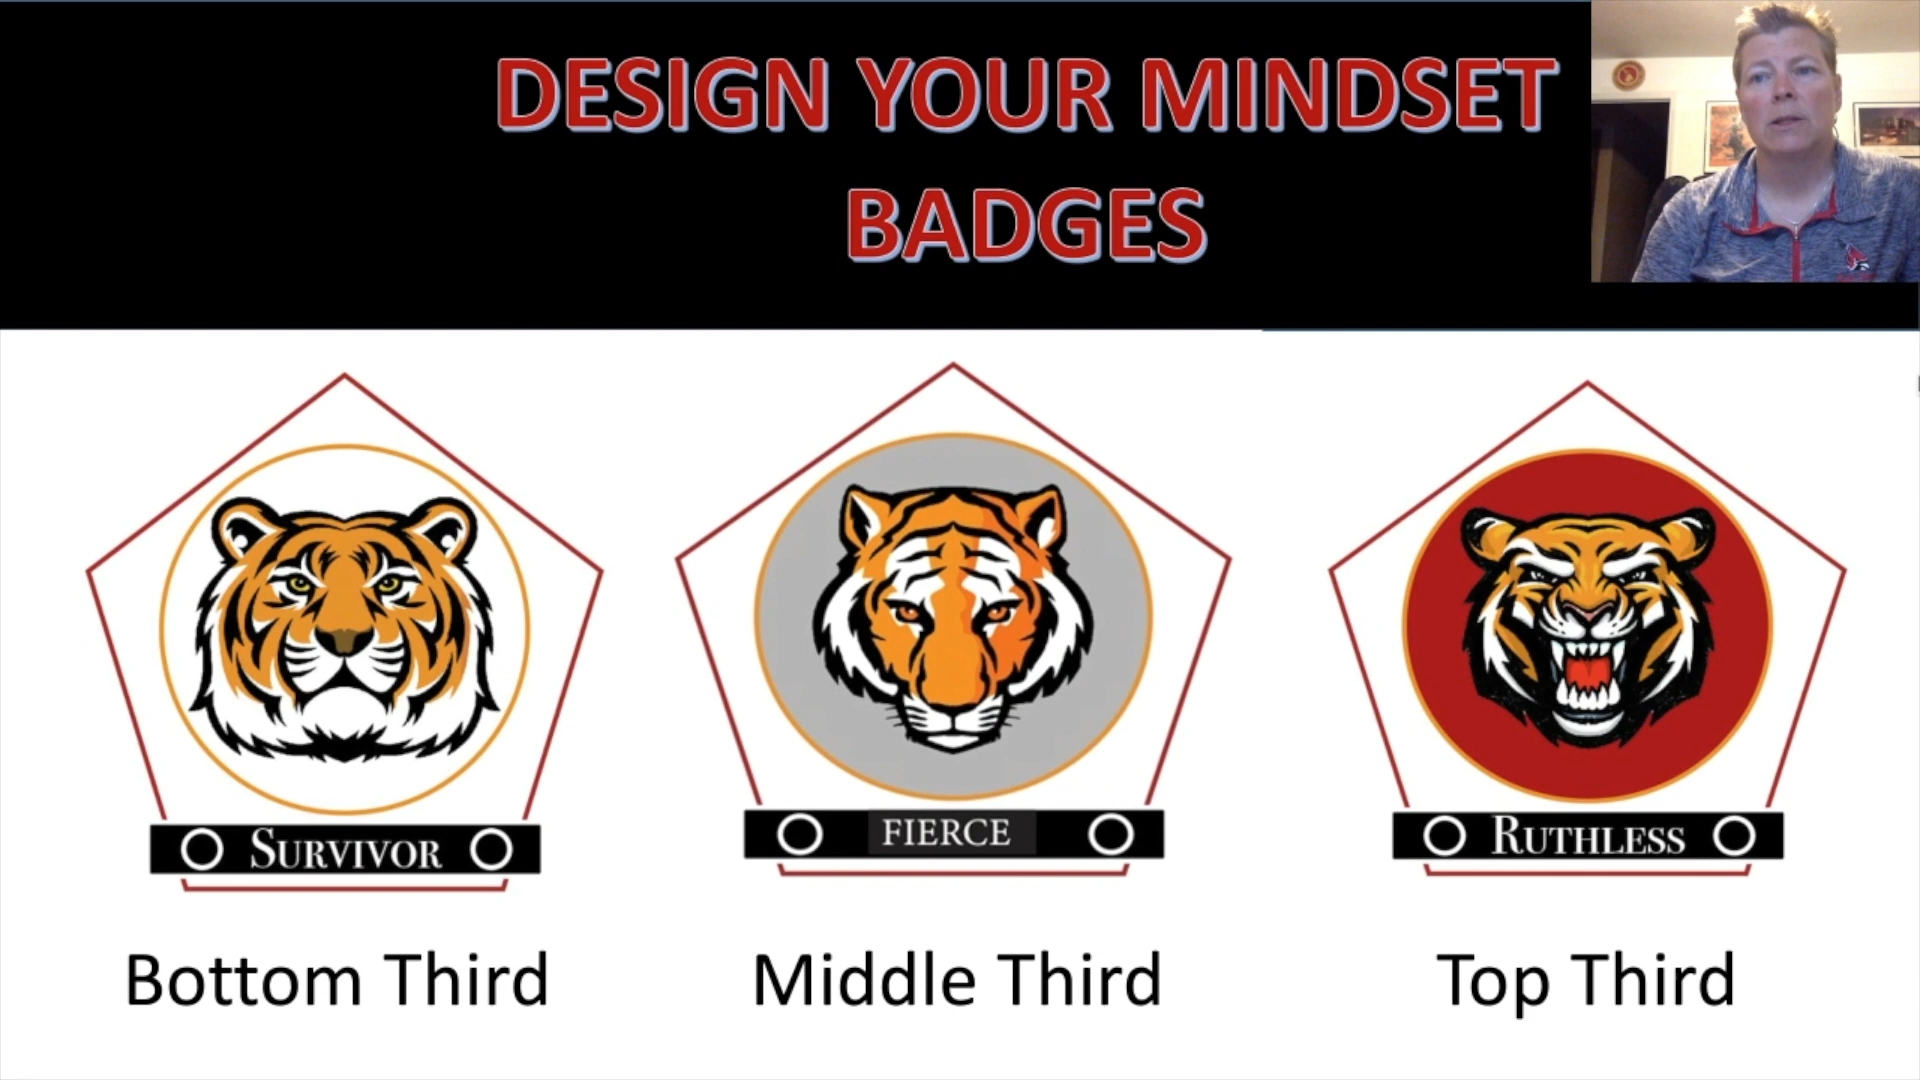 DESIGN YOUR MINDSET
BADGES
SURVIVOR
FIERCE
RUTHLESS
Bottom Third
Middle Third
Top Third